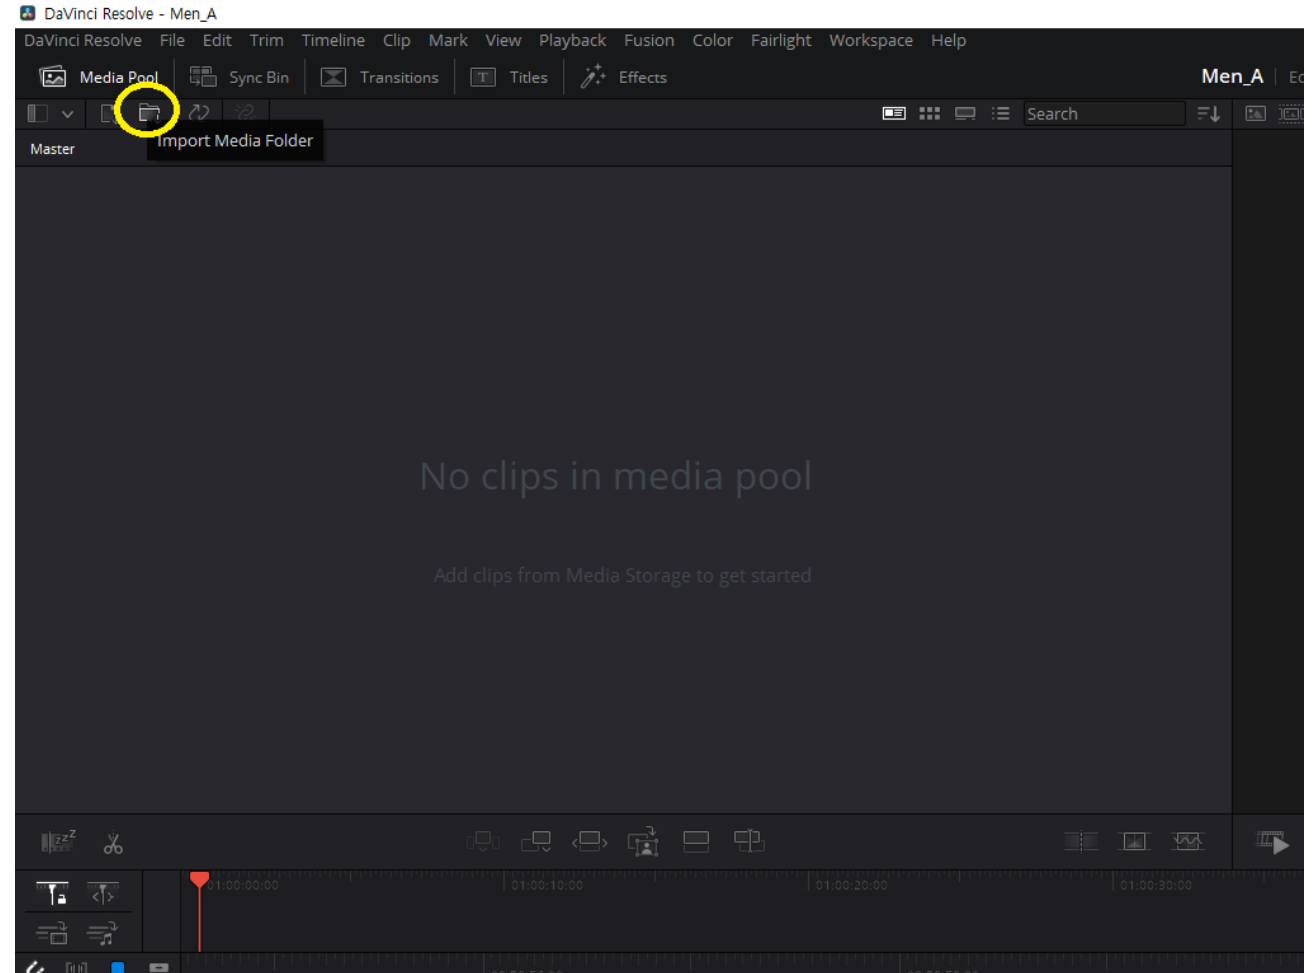 DaVinci Resolve - Men_A
DaVinci Resolve File Edit Trim Timeline Clip Mark View Playback Fusion Color Fairlight Workspace Help
Media Pool Sync Bin Transitions T Titles Effects Men_A
Search
Import Media Folder
Master
No clips in media pool
Add clips from Media Storage to get started
zzZ
01:00:00:00 01:00:10:00 01:00:20:00 01:00:30:00